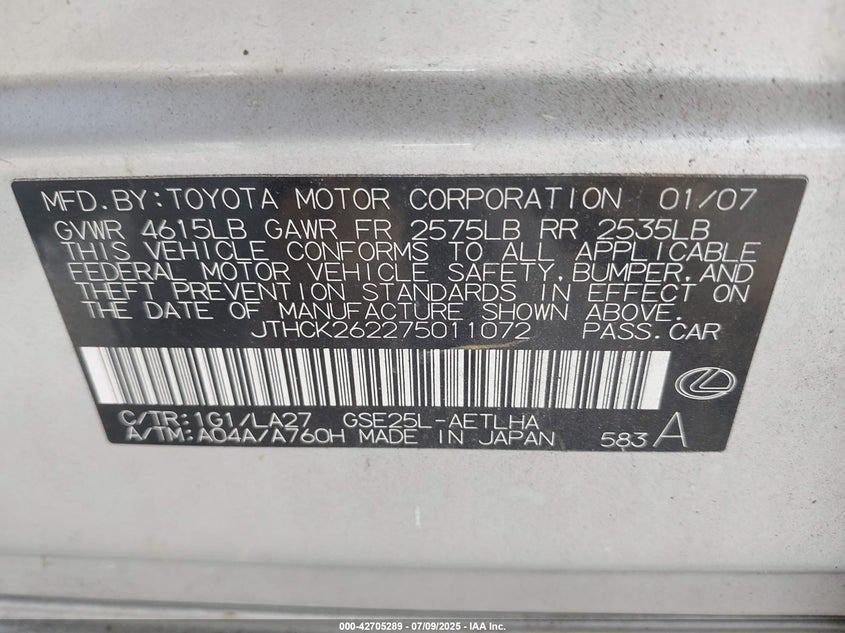 MFD.BY:TOYOTA MOTOR CORPORATION 01/07
GVWR 4615LB GAWR FR 2575LB RR 2535LB
THIS VEHICLE CONFORMS TO ALL APPLICABLE
FEDERAL MOTOR VEHICLE SAFETY,BUMPER,AND
THEFT PREVENTION STANDARDS IN EFFECT ON
THE DATE OF MANUFACTURE SHOWN ABOVE.
JTHCK262275011072 PASS.CAR
C/TR:1G1/LA27 GSE25L-AETLHA
A/TM:A04A/A760H MADE IN JAPAN 583 A
000-42705289 - 07/09/2025 - IAA Inc.